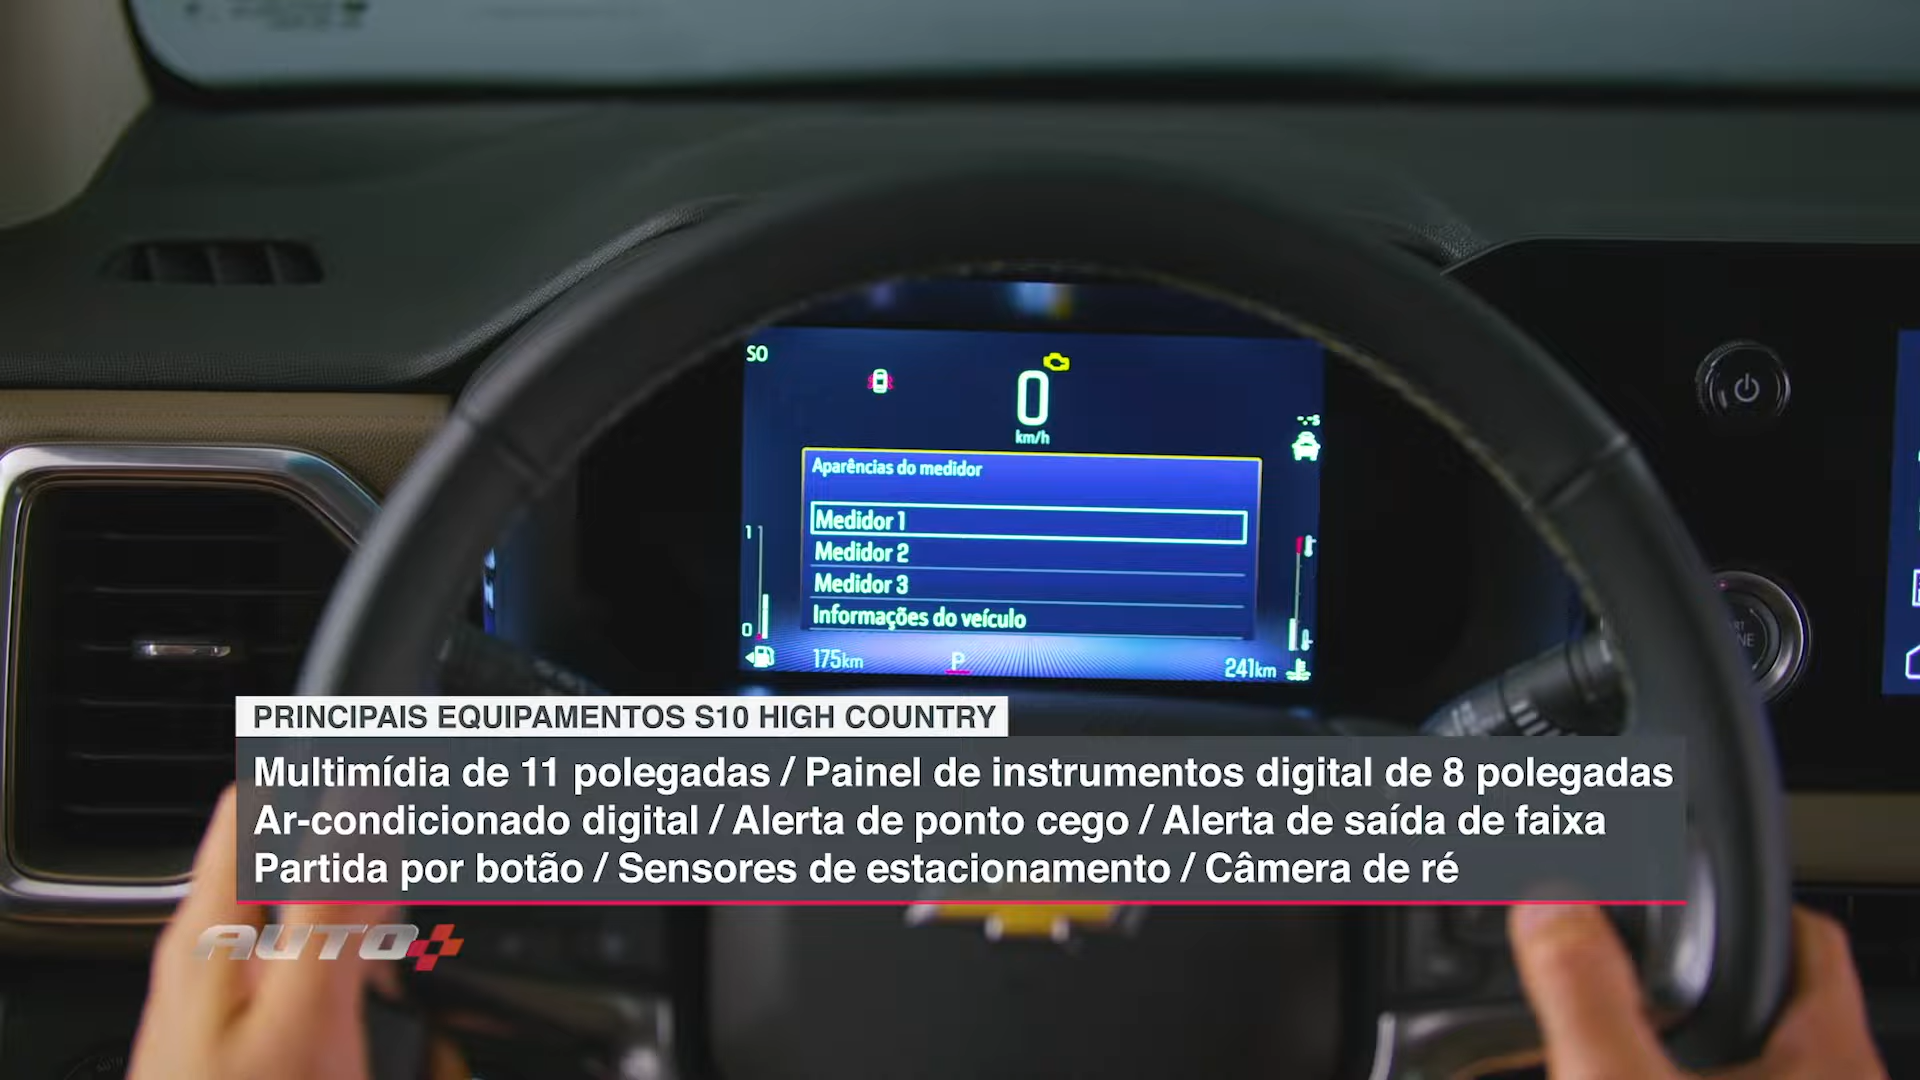 SO
0
km/h
Aparências do medidor
Medidor 1
Medidor 2
Medidor 3
Informações do veículo
1
0
175km
P
241km
PRINCIPAIS EQUIPAMENTOS S10 HIGH COUNTRY
Multimídia de 11 polegadas / Painel de instrumentos digital de 8 polegadas
Ar-condicionado digital / Alerta de ponto cego / Alerta de saída de faixa
Partida por botão / Sensores de estacionamento / Câmera de ré
AUTO+